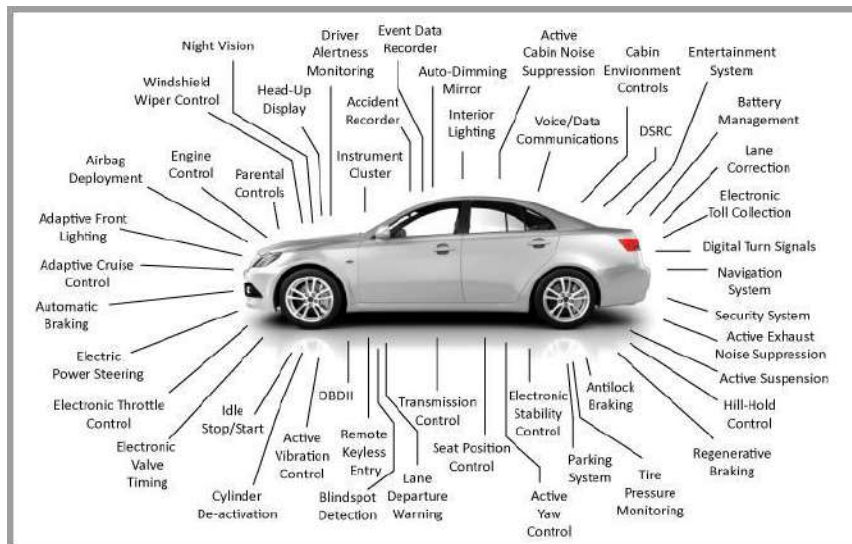 Night Vision
Windshield
Wiper Control
Head-Up
Display
Driver
Alertness
Monitoring
Accident
Recorder
Event Data
Recorder
Auto-Dimming
Mirror
Interior
Lighting
Active
Cabin Noise
Suppression
Voice/Data
Communications
Cabin
Environment
Controls
DSRC
Entertainment
System
Battery
Management
Lane
Correction
Electronic
Toll Collection
Digital Turn Signals
Navigation
System
Security System
Active Exhaust
Noise Suppression
Active Suspension
Hill-Hold
Control
Regenerative
Braking
Airbag
Deployment
Engine
Control
Parental
Controls
Instrument
Cluster
Adaptive Front
Lighting
Adaptive Cruise
Control
Automatic
Braking
Electric
Power Steering
Electronic Throttle
Control
Electronic
Valve
Timing
Idle
Stop/Start
Cylinder
De-activation
Active
Vibration
Control
OBDII
Remote
Keyless
Entry
Blindspot
Detection
Lane
Departure
Warning
Transmission
Control
Seat Position
Control
Active
Yaw
Control
Electronic
Stability
Control
Parking
System
Antilock
Braking
Tire
Pressure
Monitoring